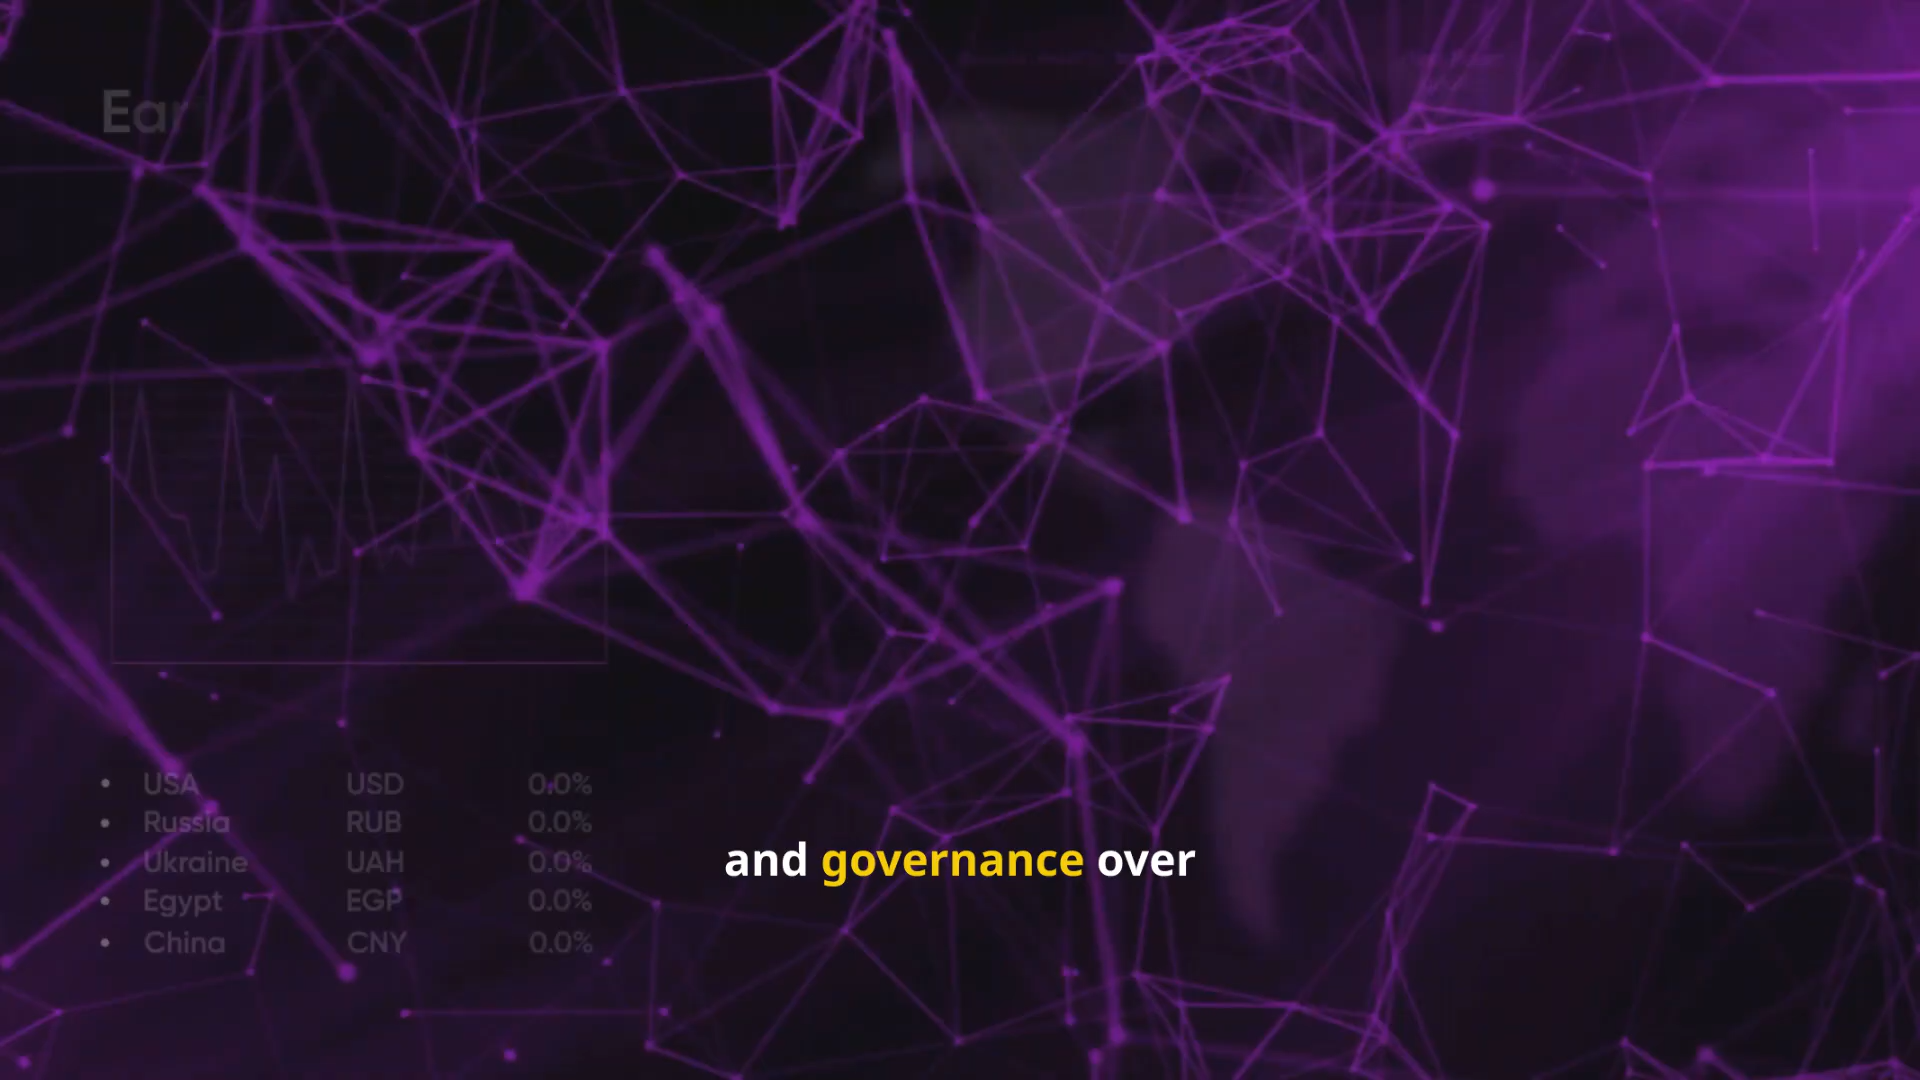 Ear
USA USD 0.0%
Russia RUB 0.0%
Ukraine UAH 0.0%
Egypt EGP 0.0%
China CNY 0.0%
and governance over